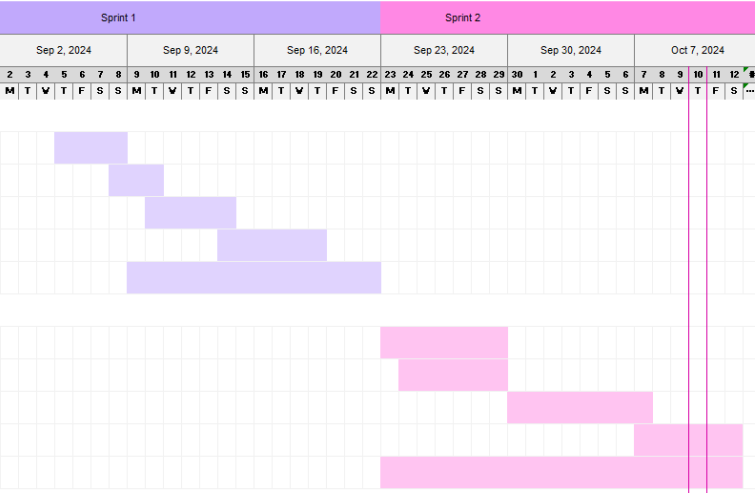 Sprint 1 Sprint 2
Sep 2, 2024 Sep 9, 2024 Sep 16, 2024 Sep 23, 2024 Sep 30, 2024 Oct 7, 2024
2 3 4 5 6 7 8 9 10 11 12 13 14 15 16 17 18 19 20 21 22 23 24 25 26 27 28 29 30 1 2 3 4 5 6 7 8 9 10 11 12 #
M T W T F S S M T W T F S S M T W T F S S M T W T F S S M T W T F S S M T W T F S ...